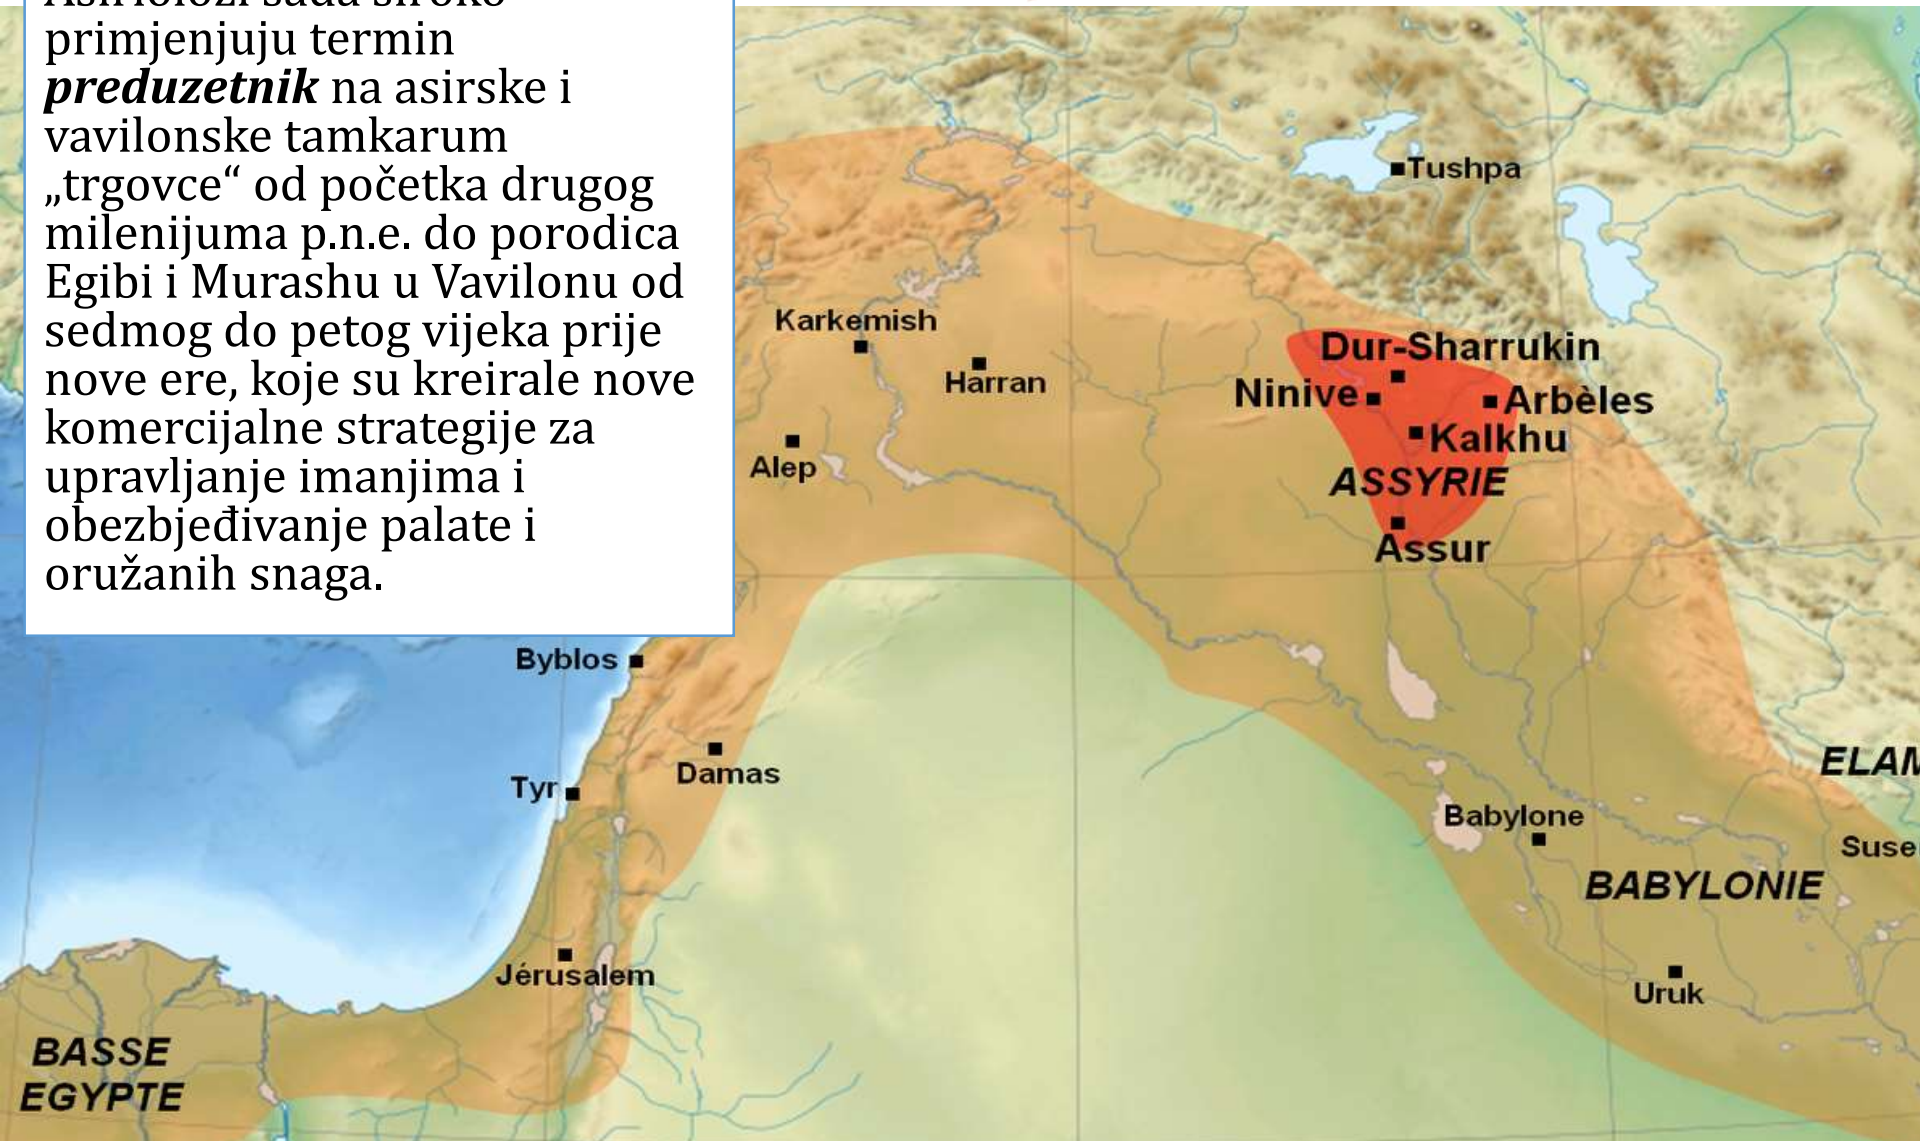 Asiriolozi sada široko
primjenjuju termin
preduzetnik na asirske i
vavilonske tamkarum
„trgovce“ od početka drugog
milenijuma p.n.e. do porodica
Egibi i Murashu u Vavilonu od
sedmog do petog vijeka prije
nove ere, koje su kreirale nove
komercijalne strategije za
upravljanje imanjima i
obezbjeđivanje palate i
oružanih snaga.
Tushpa
Karkemish
Harran
Alep
Dur-Sharrukin
Ninive
Arbèles
Kalkhu
ASSYRIE
Assur
Byblos
Damas
Tyr
ELAM
Babylone
Suse
BABYLONIE
Jérusalem
Uruk
BASSE
EGYPTE